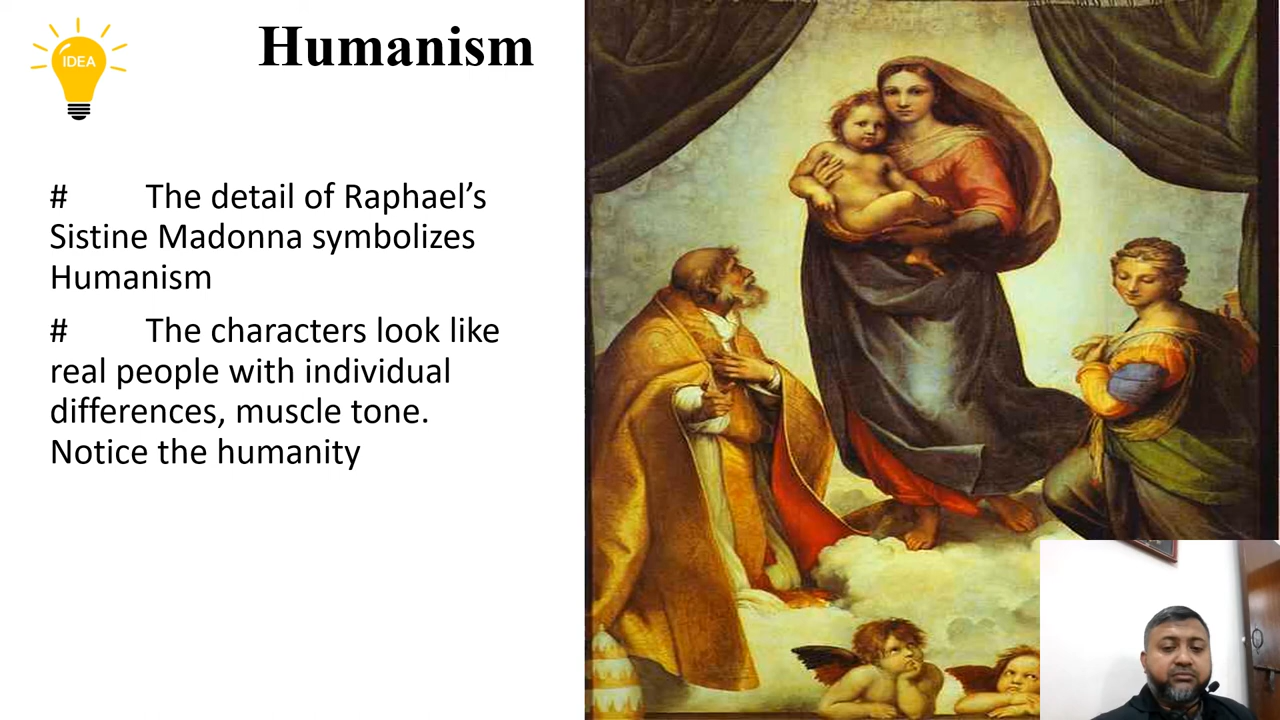 IDEA
Humanism
# The detail of Raphael’s
Sistine Madonna symbolizes
Humanism
# The characters look like
real people with individual
differences, muscle tone.
Notice the humanity